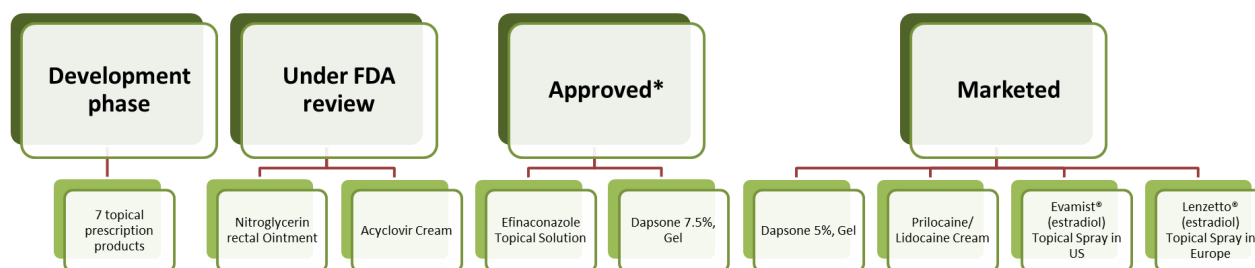 Development
phase
Under FDA
review
Approved*
Marketed
7 topical
prescription
products
Nitroglycerin
rectal Ointment
Acyclovir Cream
Efinaconazole
Topical Solution
Dapsone 7.5%,
Gel
Dapsone 5%, Gel
Prilocaine/
Lidocaine Cream
Evamist®
(estradiol)
Topical Spray in
US
Lenzetto®
(estradiol)
Topical Spray in
Europe